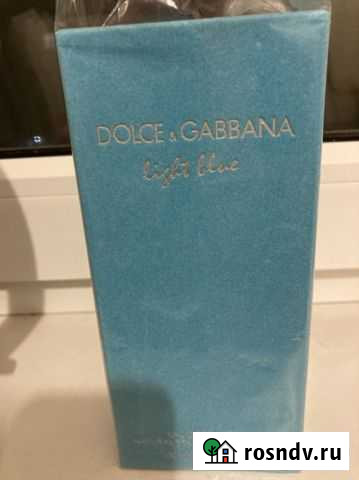 DOLCE & GABBANA
light blue
rosndv.ru